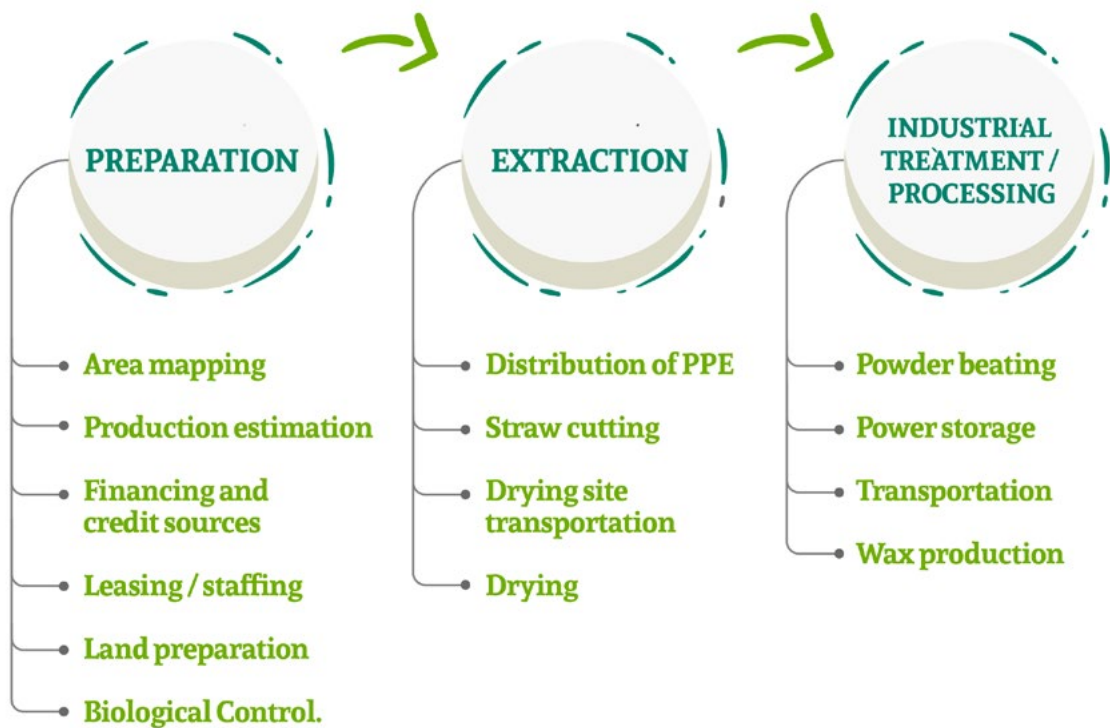 PREPARATION
Area mapping
Production estimation
Financing and
credit sources
Leasing / staffing
Land preparation
Biological Control.
EXTRACTION
Distribution of PPE
Straw cutting
Drying site
transportation
Drying
INDUSTRIAL
TREATMENT /
PROCESSING
Powder beating
Power storage
Transportation
Wax production